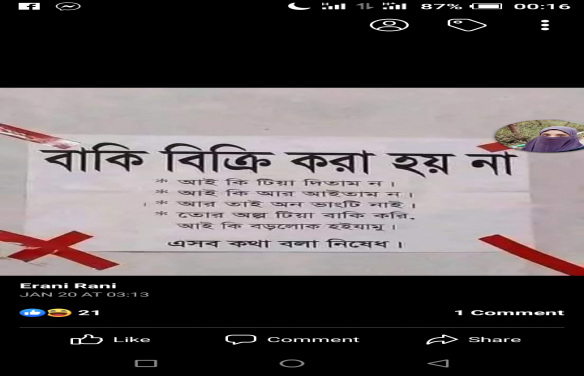 87% 00:16
বাকি বিক্রি করা হয় না
* আই কি টিয়া দিতাম ন।
* আই কি আর আইতাম ন।
* আর তাই অন ভাংটি নাই।
* তোর অল্প টিয়া বাকি করি,
আই কি বড়লোক হইযামু।
এসব কথা বলা নিষেধ।
Erani Rani
JAN 20 AT 03:13
21
1 Comment
Like Comment Share